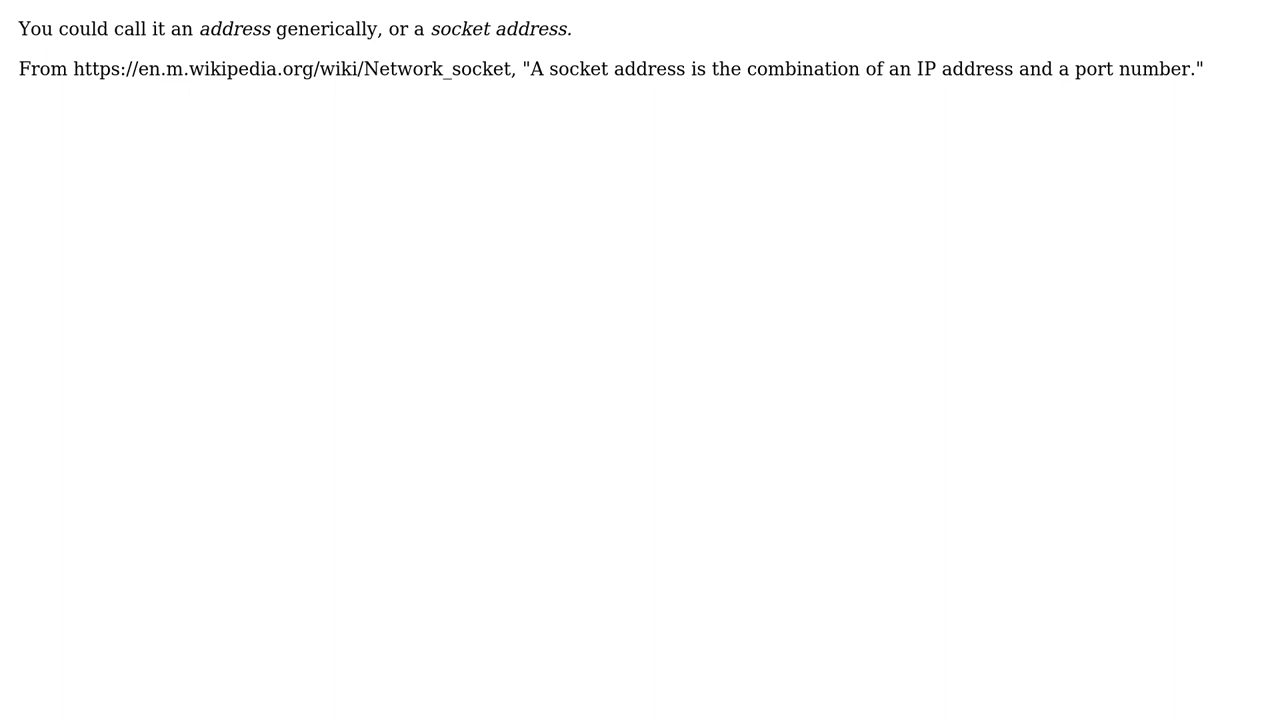 You could call it an address generically, or a socket address.
From https://en.m.wikipedia.org/wiki/Network_socket, "A socket address is the combination of an IP address and a port number."